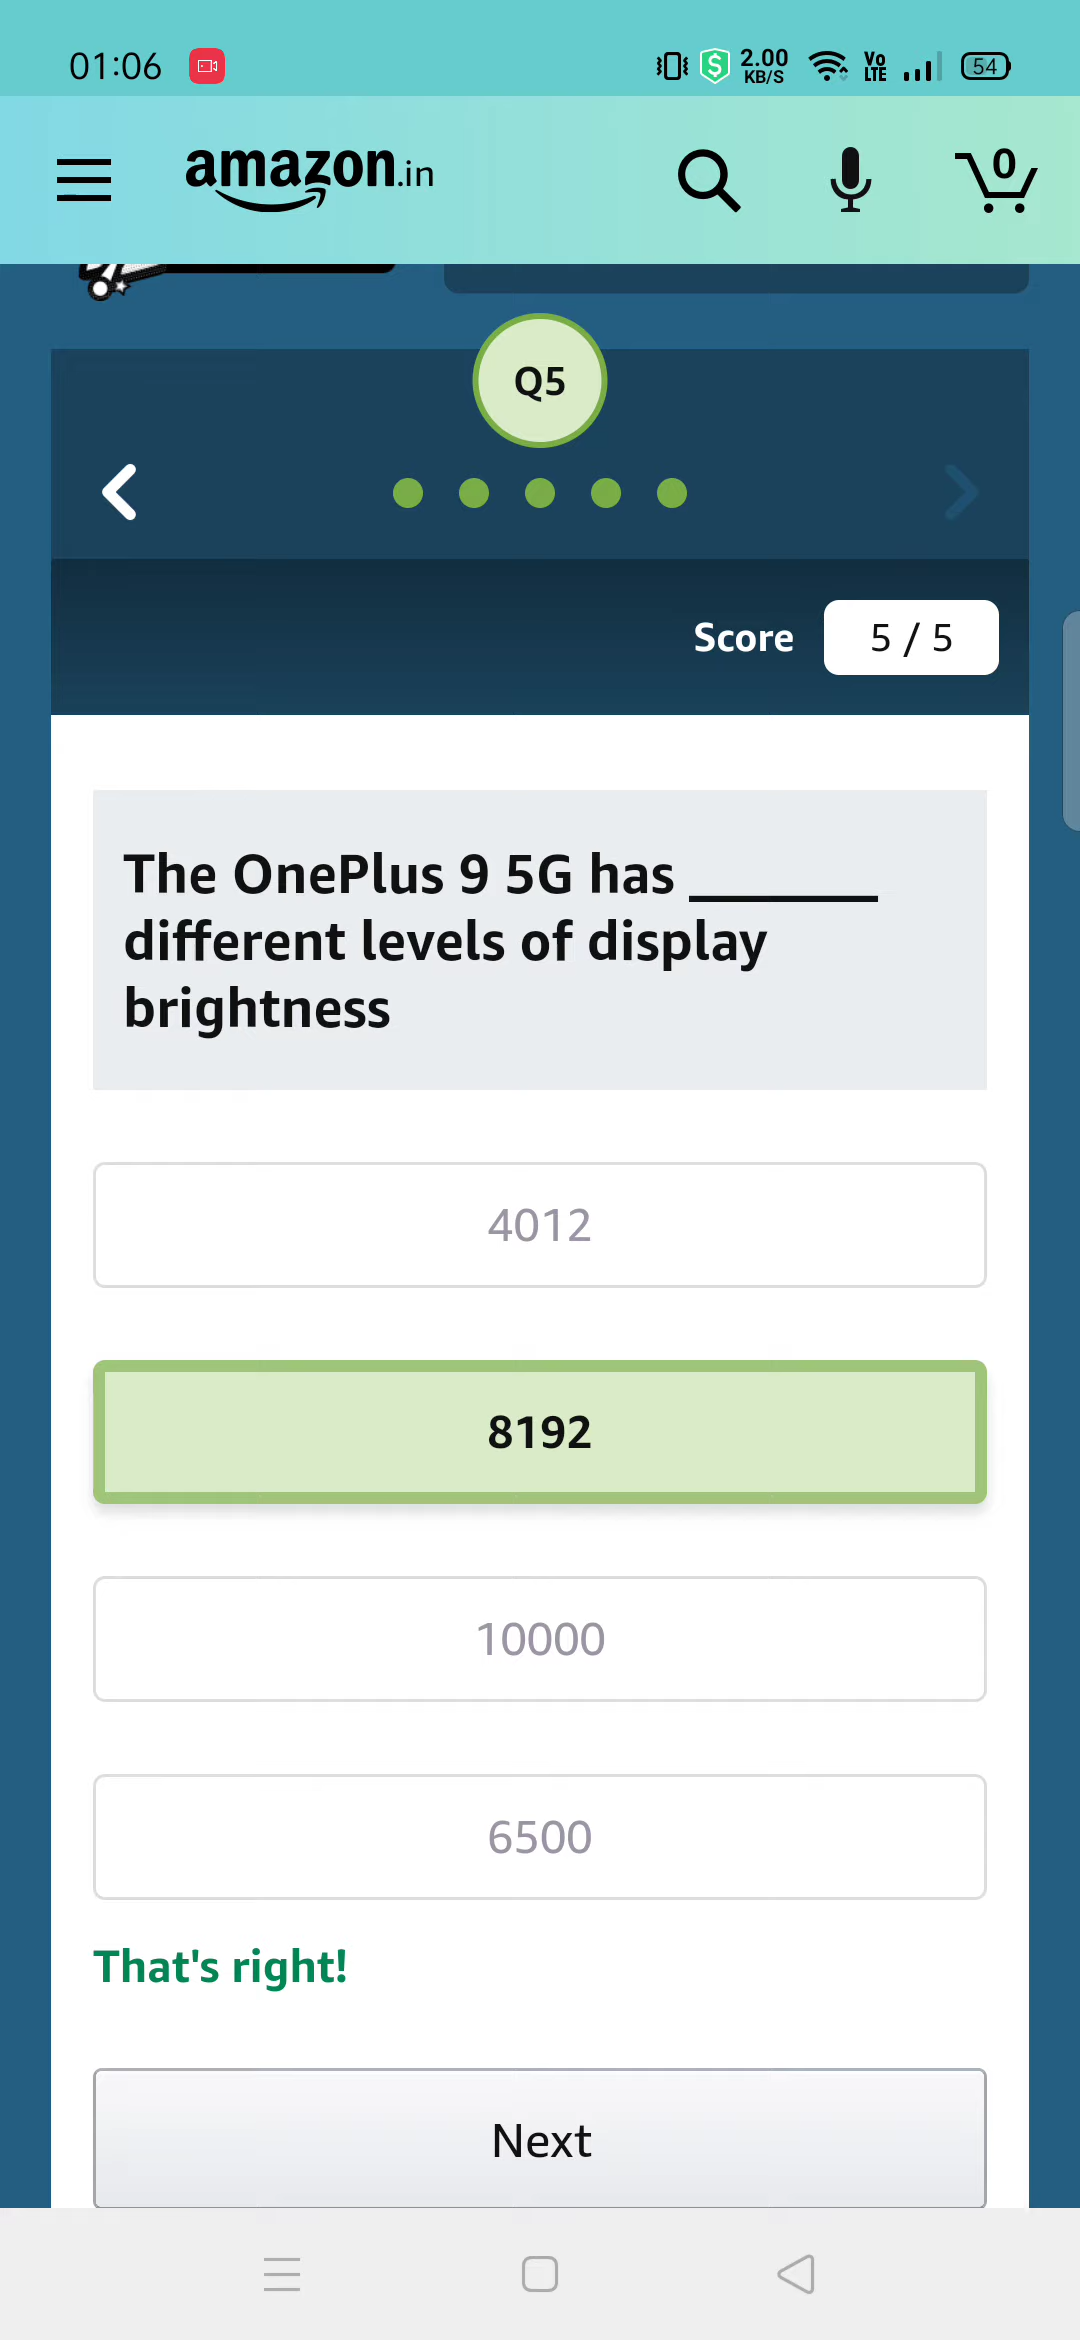 01:06
2.00
KB/S
Vo
LTE
54
amazon.in
0
Q5
Score
5 / 5
The OnePlus 9 5G has _______
different levels of display
brightness
4012
8192
10000
6500
That's right!
Next